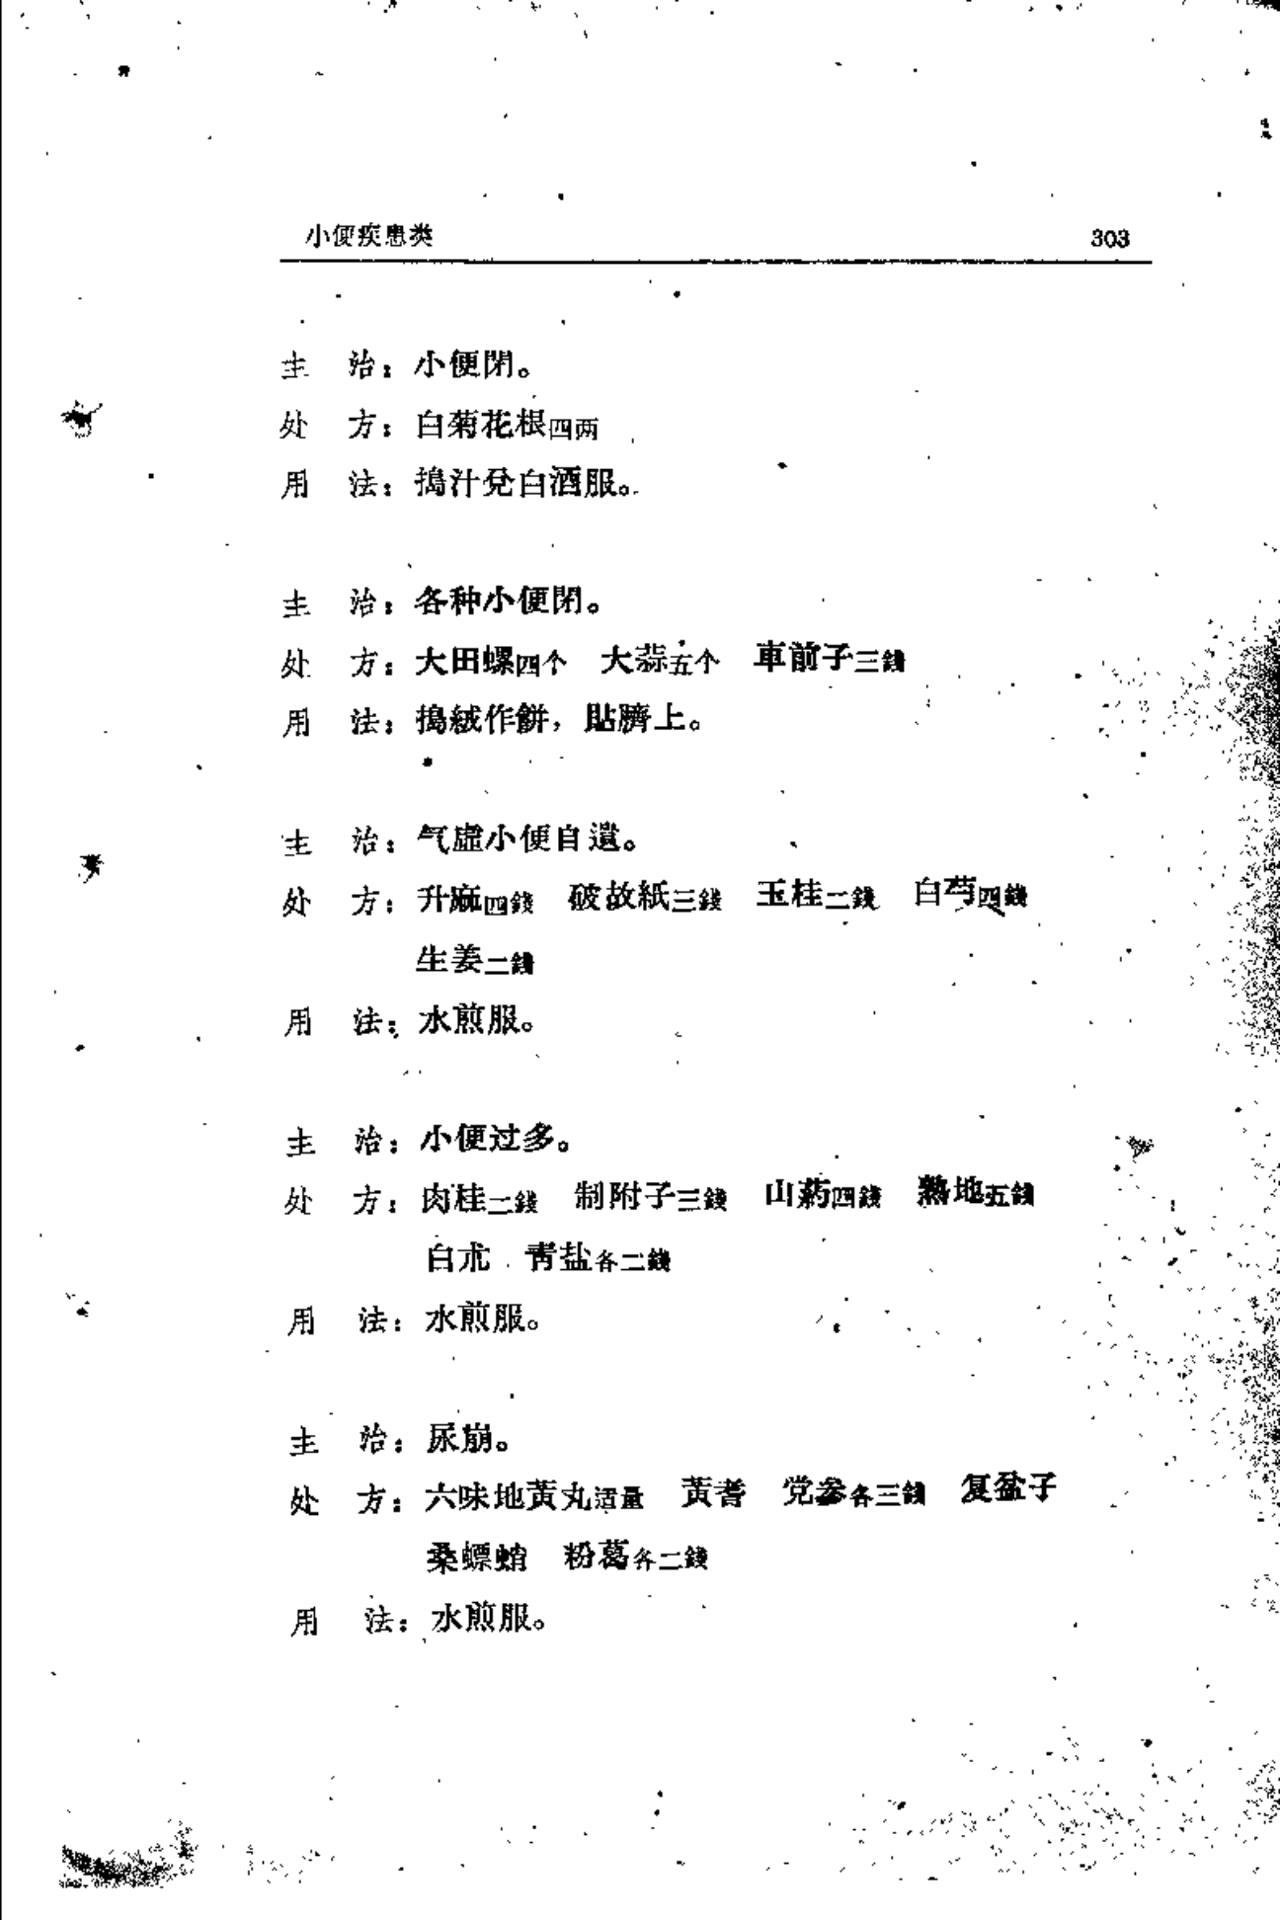 小便疾患类 303
主 治：小便閉。
处 方：白菊花根四两
用 法：搗汁兌白酒服。
主 治：各种小便閉。
处 方：大田螺四个 大蒜五个 車前子三錢
用 法：搗絨作餅，貼臍上。
主 治：气虛小便自遺。
处 方：升麻四錢 破故紙三錢 玉桂二錢 白芍四錢
生姜二錢
用 法：水煎服。
主 治：小便过多。
处 方：肉桂二錢 制附子三錢 山葯四錢 熟地五錢
白朮 青盐各二錢
用 法：水煎服。
主 治：尿崩。
处 方：六味地黃丸适量 黃耆 党参各三錢 复盆子
桑螵蛸 粉葛各二錢
用 法：水煎服。